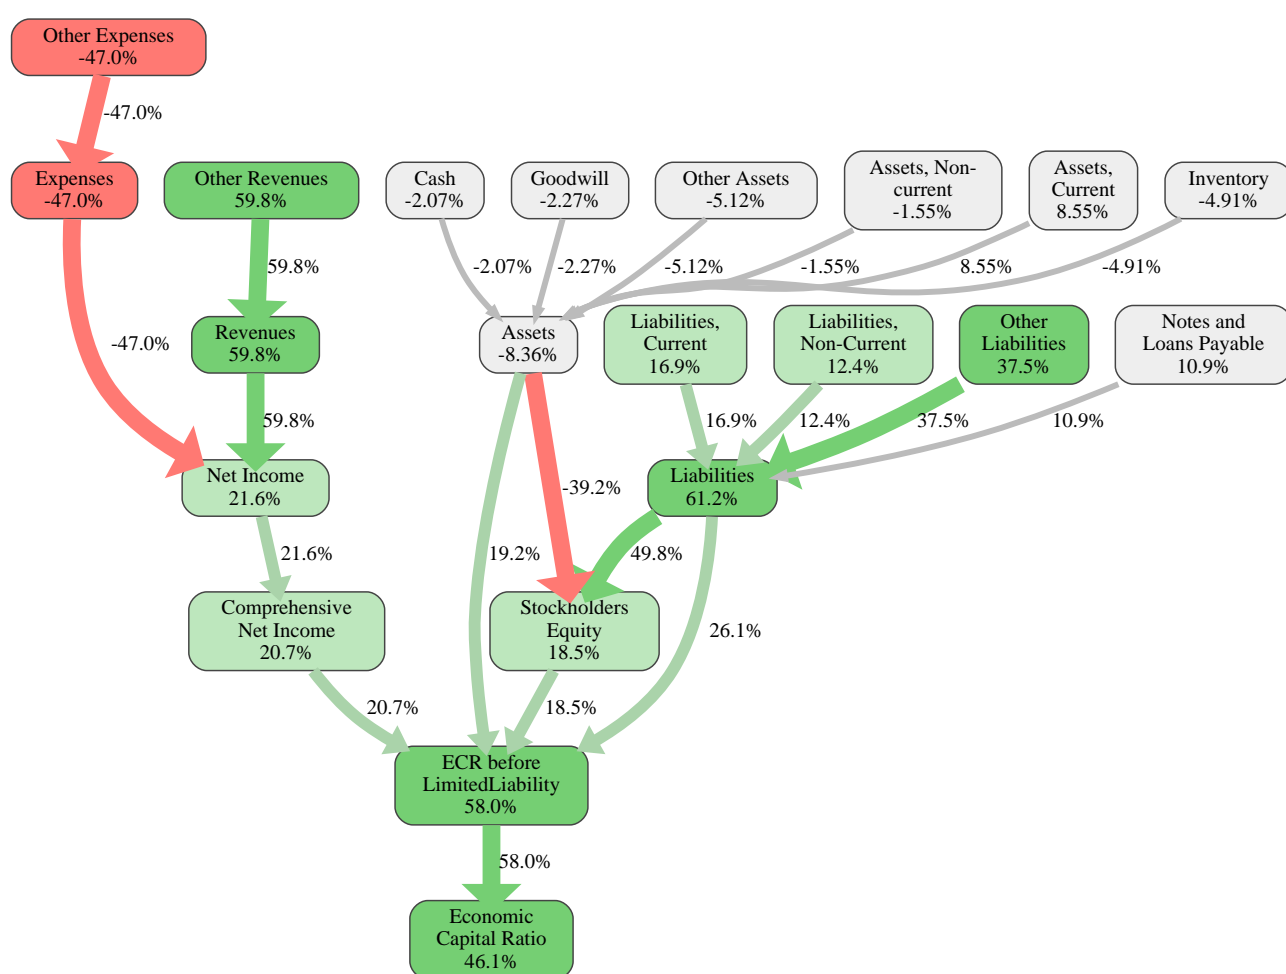 Other Expenses
-47.0%
-47.0%
Expenses
-47.0%
Other Revenues
59.8%
Cash
-2.07%
Goodwill
-2.27%
Other Assets
-5.12%
Assets, Non-
current
-1.55%
Assets,
Current
8.55%
Inventory
-4.91%
59.8%
-2.07%
-2.27%
-5.12%
-1.55%
8.55%
-4.91%
-47.0%
Revenues
59.8%
Assets
-8.36%
Liabilities,
Current
16.9%
Liabilities,
Non-Current
12.4%
Other
Liabilities
37.5%
Notes and
Loans Payable
10.9%
59.8%
16.9%
12.4%
37.5%
10.9%
Net Income
21.6%
-39.2%
Liabilities
61.2%
21.6%
19.2%
49.8%
Comprehensive
Net Income
20.7%
Stockholders
Equity
18.5%
26.1%
20.7%
18.5%
ECR before
LimitedLiability
58.0%
58.0%
Economic
Capital Ratio
46.1%